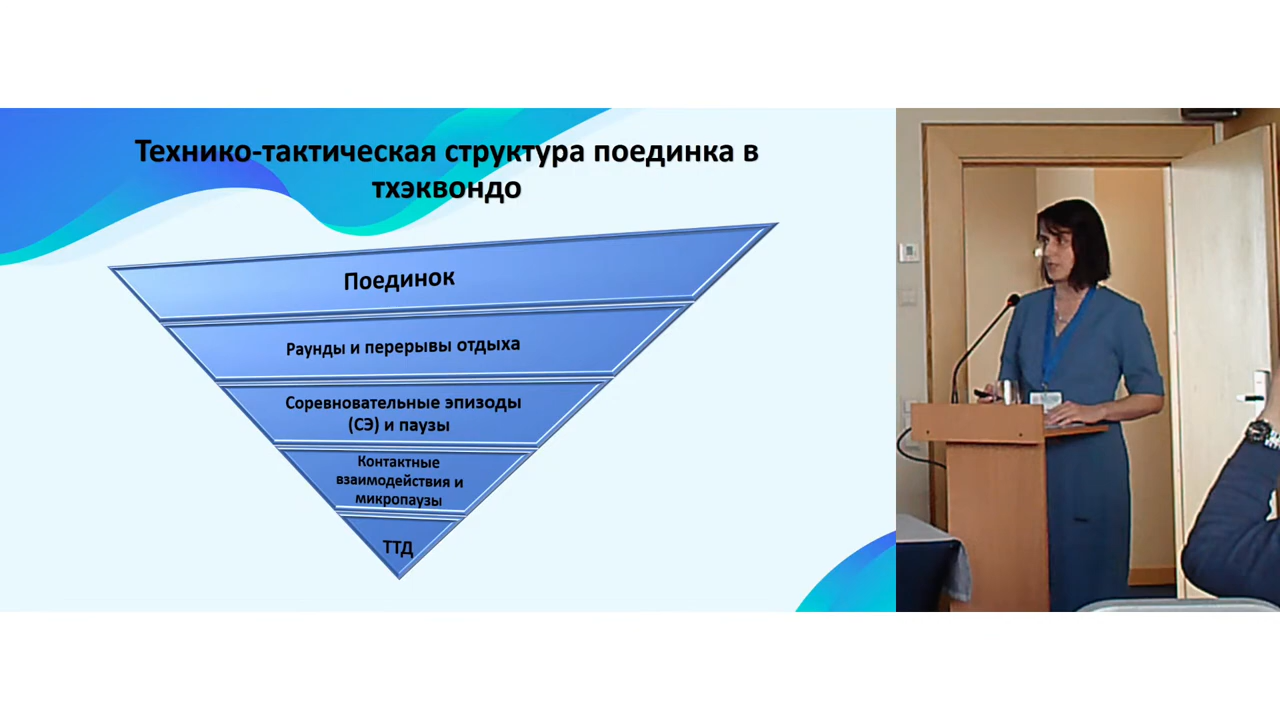 Технико-тактическая структура поединка в
тхэквондо
Поединок
Раунды и перерывы отдыха
Соревновательные эпизоды
(СЭ) и паузы
Контактные
взаимодействия и
микропаузы
ТТД